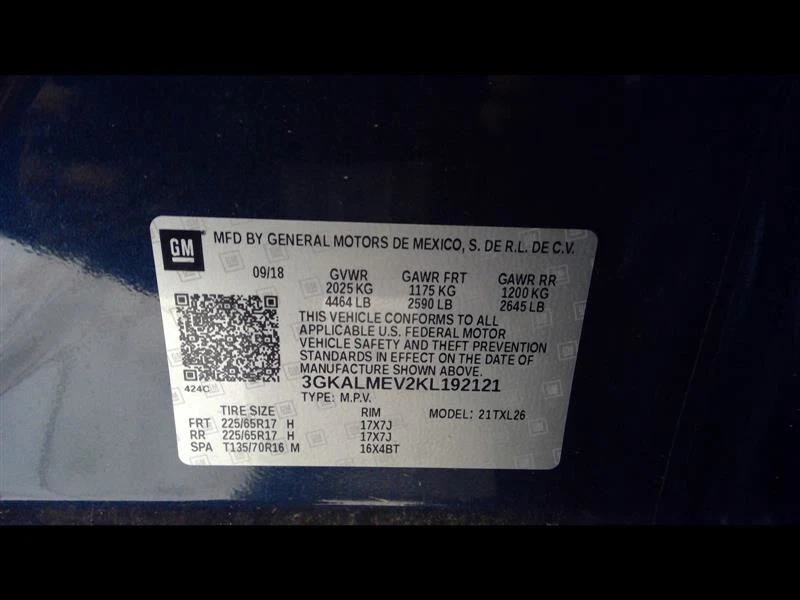 GM
MFD BY GENERAL MOTORS DE MEXICO, S. DE R.L. DE C.V.
09/18 GVWR GAWR FRT GAWR RR
2025 KG 1175 KG 1200 KG
4464 LB 2590 LB 2645 LB
THIS VEHICLE CONFORMS TO ALL
APPLICABLE U.S. FEDERAL MOTOR
VEHICLE SAFETY AND THEFT PREVENTION
STANDARDS IN EFFECT ON THE DATE OF
MANUFACTURE SHOWN ABOVE.
424C 3GKALMEV2KL192121
TYPE: M.P.V.
TIRE SIZE RIM MODEL: 21TXL26
FRT 225/65R17 H 17X7J
RR 225/65R17 H 17X7J
SPA T135/70R16 M 16X4BT